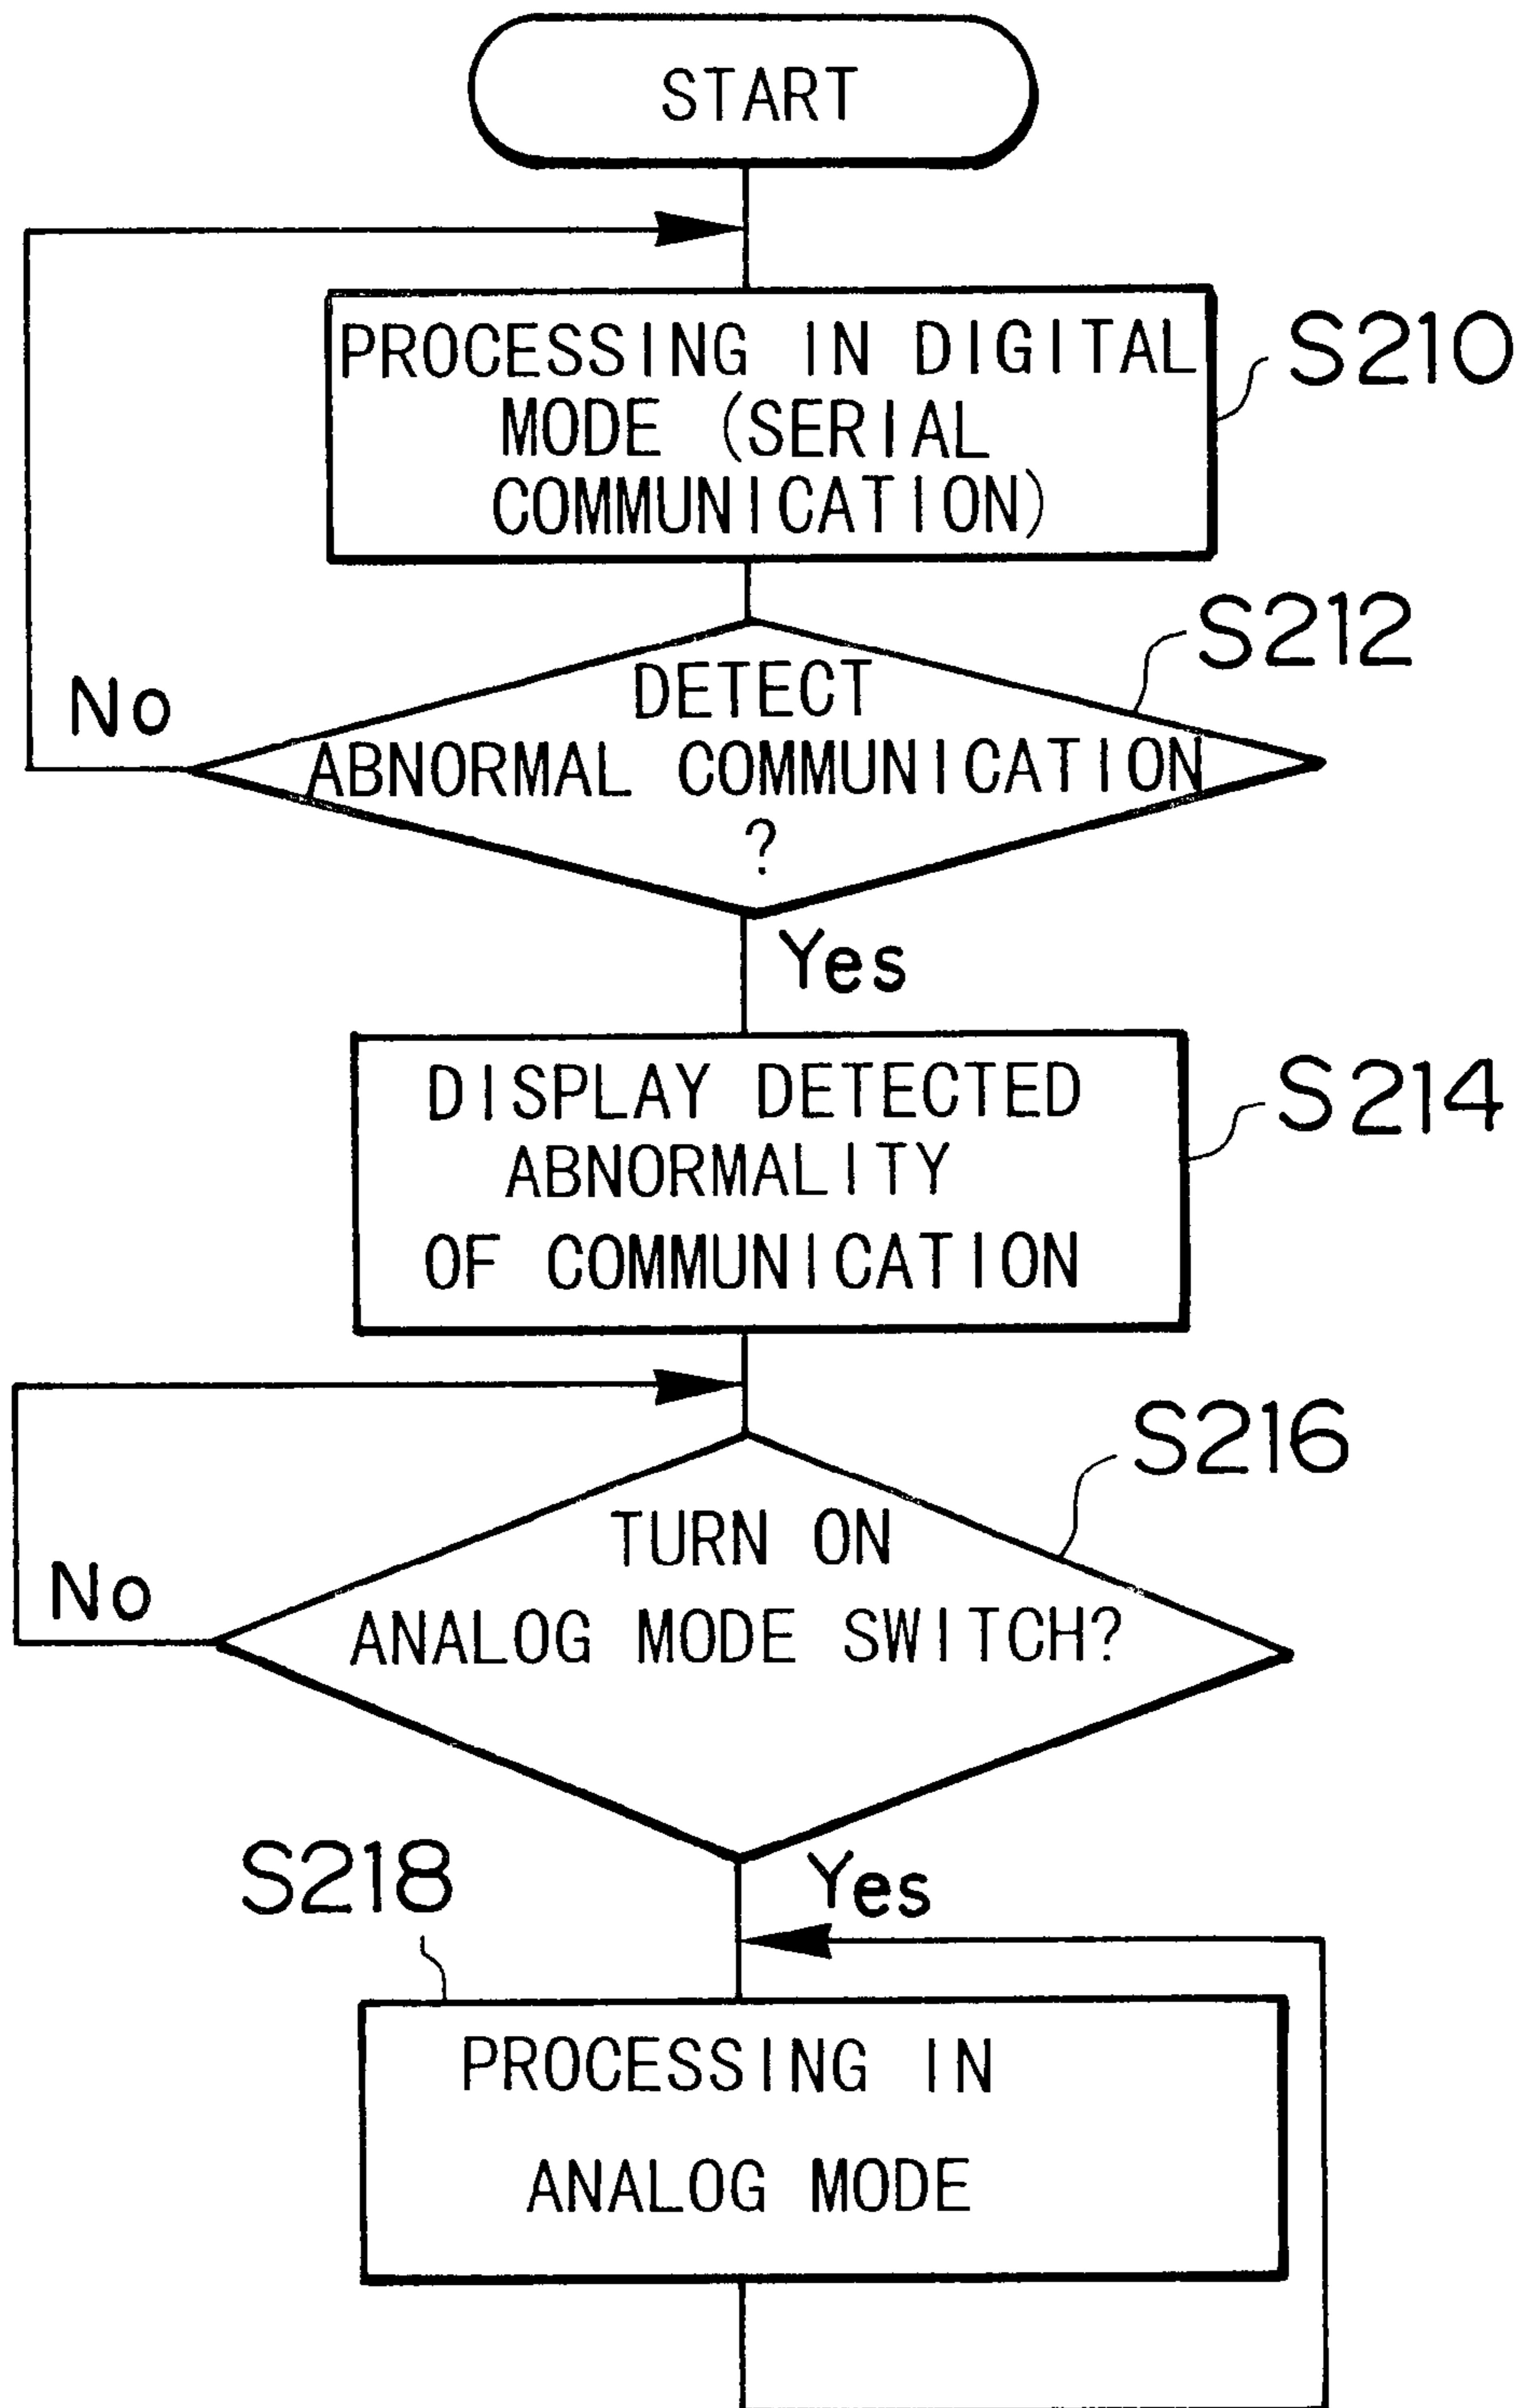 START
PROCESSING IN DIGITAL
MODE (SERIAL
COMMUNICATION)
S210
S212
DETECT
ABNORMAL COMMUNICATION
?
No
Yes
DISPLAY DETECTED
ABNORMALITY
OF COMMUNICATION
S214
S216
TURN ON
ANALOG MODE SWITCH?
No
Yes
S218
PROCESSING IN
ANALOG MODE